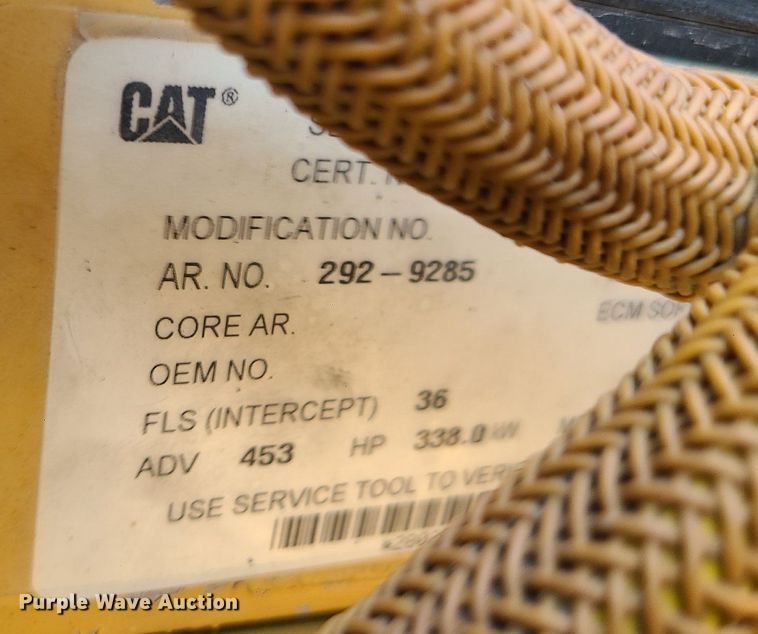 CAT®
CERT.
MODIFICATION NO.
AR. NO. 292-9285
CORE AR.
ECM
OEM NO.
FLS (INTERCEPT) 36
ADV 453 HP 338.0 kW
USE SERVICE TOOL TO
Purple Wave Auction